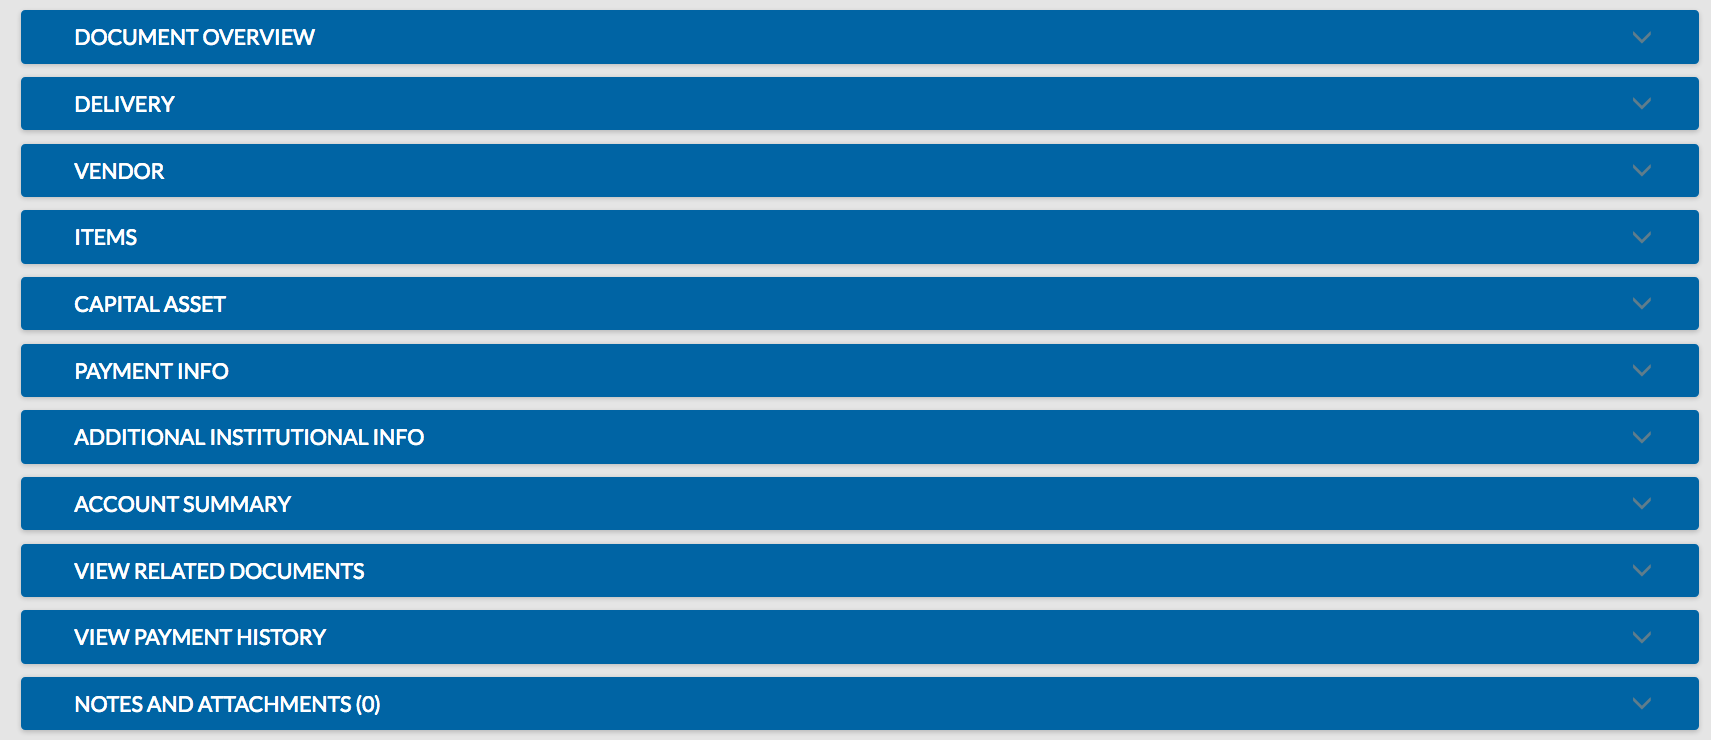 DOCUMENT OVERVIEW
DELIVERY
VENDOR
ITEMS
CAPITAL ASSET
PAYMENT INFO
ADDITIONAL INSTITUTIONAL INFO
ACCOUNT SUMMARY
VIEW RELATED DOCUMENTS
VIEW PAYMENT HISTORY
NOTES AND ATTACHMENTS (0)